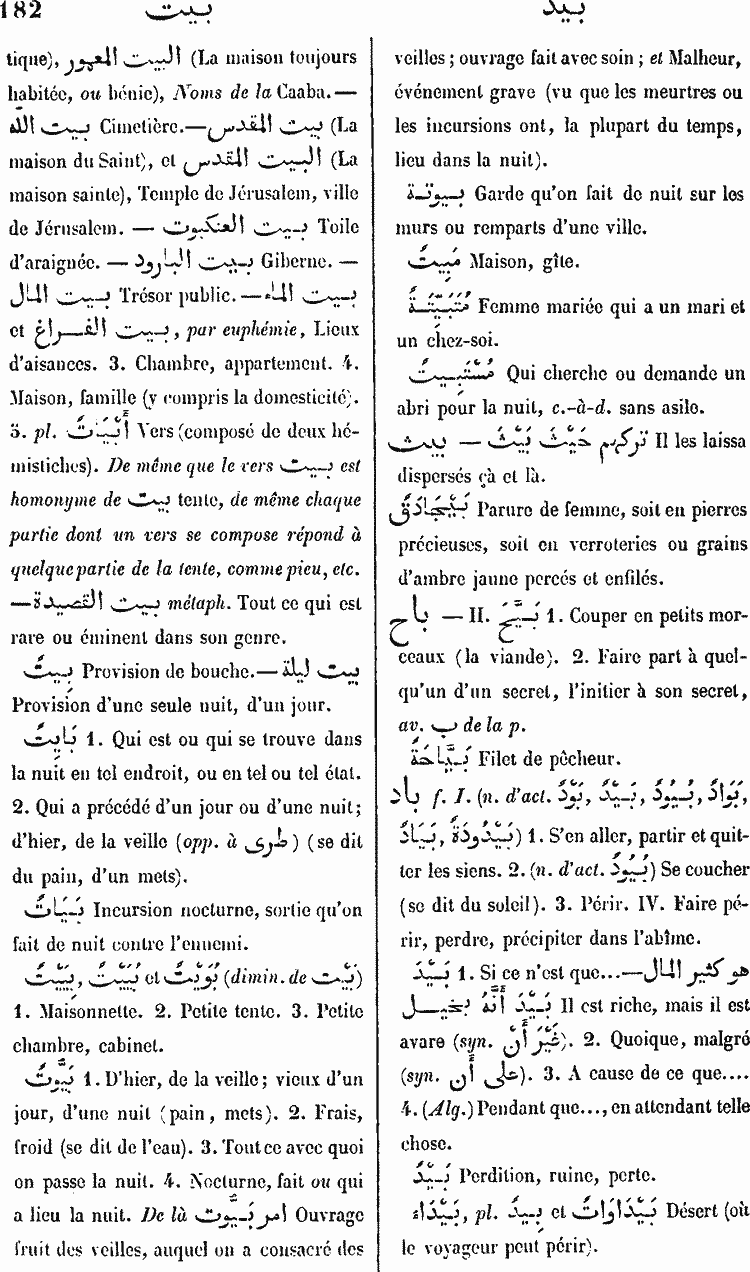 182 بيت بيد
tique), البيت المعمور (La maison toujours
habitée, ou bénie), Noms de la Caaba.—
بيت الله Cimetière.—بيت المقدس (La
maison du Saint), et البيت المقدس (La
maison sainte), Temple de Jérusalem, ville
de Jérusalem. — بيت العنكبوت Toile
d'araignée. — بيت البارود Giberne. —
بيت المال Trésor public. — بيت الماء
et بيت الفراغ, par euphémie, Lieux
d'aisances. 3. Chambre, appartement. 4.
Maison, famille (y compris la domesticité).
5. pl. أَبْيَاتٌ Vers (composé de deux hé-
mistiches). De même que le vers بيت est
homonyme de بيت tente, de même chaque
partie dont un vers se compose répond à
quelque partie de la tente, comme pieu, etc.
—بيت القصيدة métaph. Tout ce qui est
rare ou éminent dans son genre.
بِيتٌ Provision de bouche.—بيت ليلة
Provision d'une seule nuit, d'un jour.
بَايِتٌ 1. Qui est ou qui se trouve dans
la nuit en tel endroit, ou en tel ou tel état.
2. Qui a précédé d'un jour ou d'une nuit;
d'hier, de la veille (opp. à طرى) (se dit
du pain, d'un mets).
بَيَاتٌ Incursion nocturne, sortie qu'on
fait de nuit contre l'ennemi.
بُيَيْتٌ, بِيَيْتٌ et بُوَيْتٌ (dimin. de بَيْت)
1. Maisonnette. 2. Petite tente. 3. Petite
chambre, cabinet.
بَيُّوتٌ 1. D'hier, de la veille; vieux d'un
jour, d'une nuit (pain, mets). 2. Frais,
froid (se dit de l'eau). 3. Tout ce avec quoi
on passe la nuit. 4. Nocturne, fait ou qui
a lieu la nuit. De là امر بَيُّوت Ouvrage
fruit des veilles, auquel on a consacré des
veilles; ouvrage fait avec soin; et Malheur,
événement grave (vu que les meurtres ou
les incursions ont, la plupart du temps,
lieu dans la nuit).
بيوتة Garde qu'on fait de nuit sur les
murs ou remparts d'une ville.
مَبِيتٌ Maison, gîte.
مُتَبَيِّتَةٌ Femme mariée qui a un mari et
un chez-soi.
مُسْتَبِيتٌ Qui cherche ou demande un
abri pour la nuit, c.-à-d. sans asile.
بيث — تركهم حَيْثَ بَيْثَ Il les laissa
dispersés çà et là.
بَيْجَاذَقٌ Parure de femme, soit en pierres
précieuses, soit en verroteries ou grains
d'ambre jaune percés et enfilés.
باح — II. بَيَّحَ 1. Couper en petits mor-
ceaux (la viande). 2. Faire part à quel-
qu'un d'un secret, l'initier à son secret,
av. ب de la p.
بَيَّاحَةٌ Filet de pêcheur.
باد f. I. (n. d'act. بَوْدٌ, بَيْدٌ, بُيُودٌ, بَوَادٌ,
بَيَادٌ, بَيْدُودَةٌ) 1. S'en aller, partir et quit-
ter les siens. 2. (n. d'act. بُيُودٌ) Se coucher
(se dit du soleil). 3. Périr. IV. Faire pé-
rir, perdre, précipiter dans l'abîme.
بَيْدَ 1. Si ce n'est que...—هو كثير المال
بَيْدَ أَنَّهُ بخيل Il est riche, mais il est
avare (syn. غَيْرَ أَنْ). 2. Quoique, malgré
(syn. على أَن). 3. A cause de ce que....
4. (Alg.) Pendant que..., en attendant telle
chose.
بَيْدٌ Perdition, ruine, perte.
بَيْدَاء, pl. بِيدٌ et بَيْدَاوَاتٌ Désert (où
le voyageur peut périr).